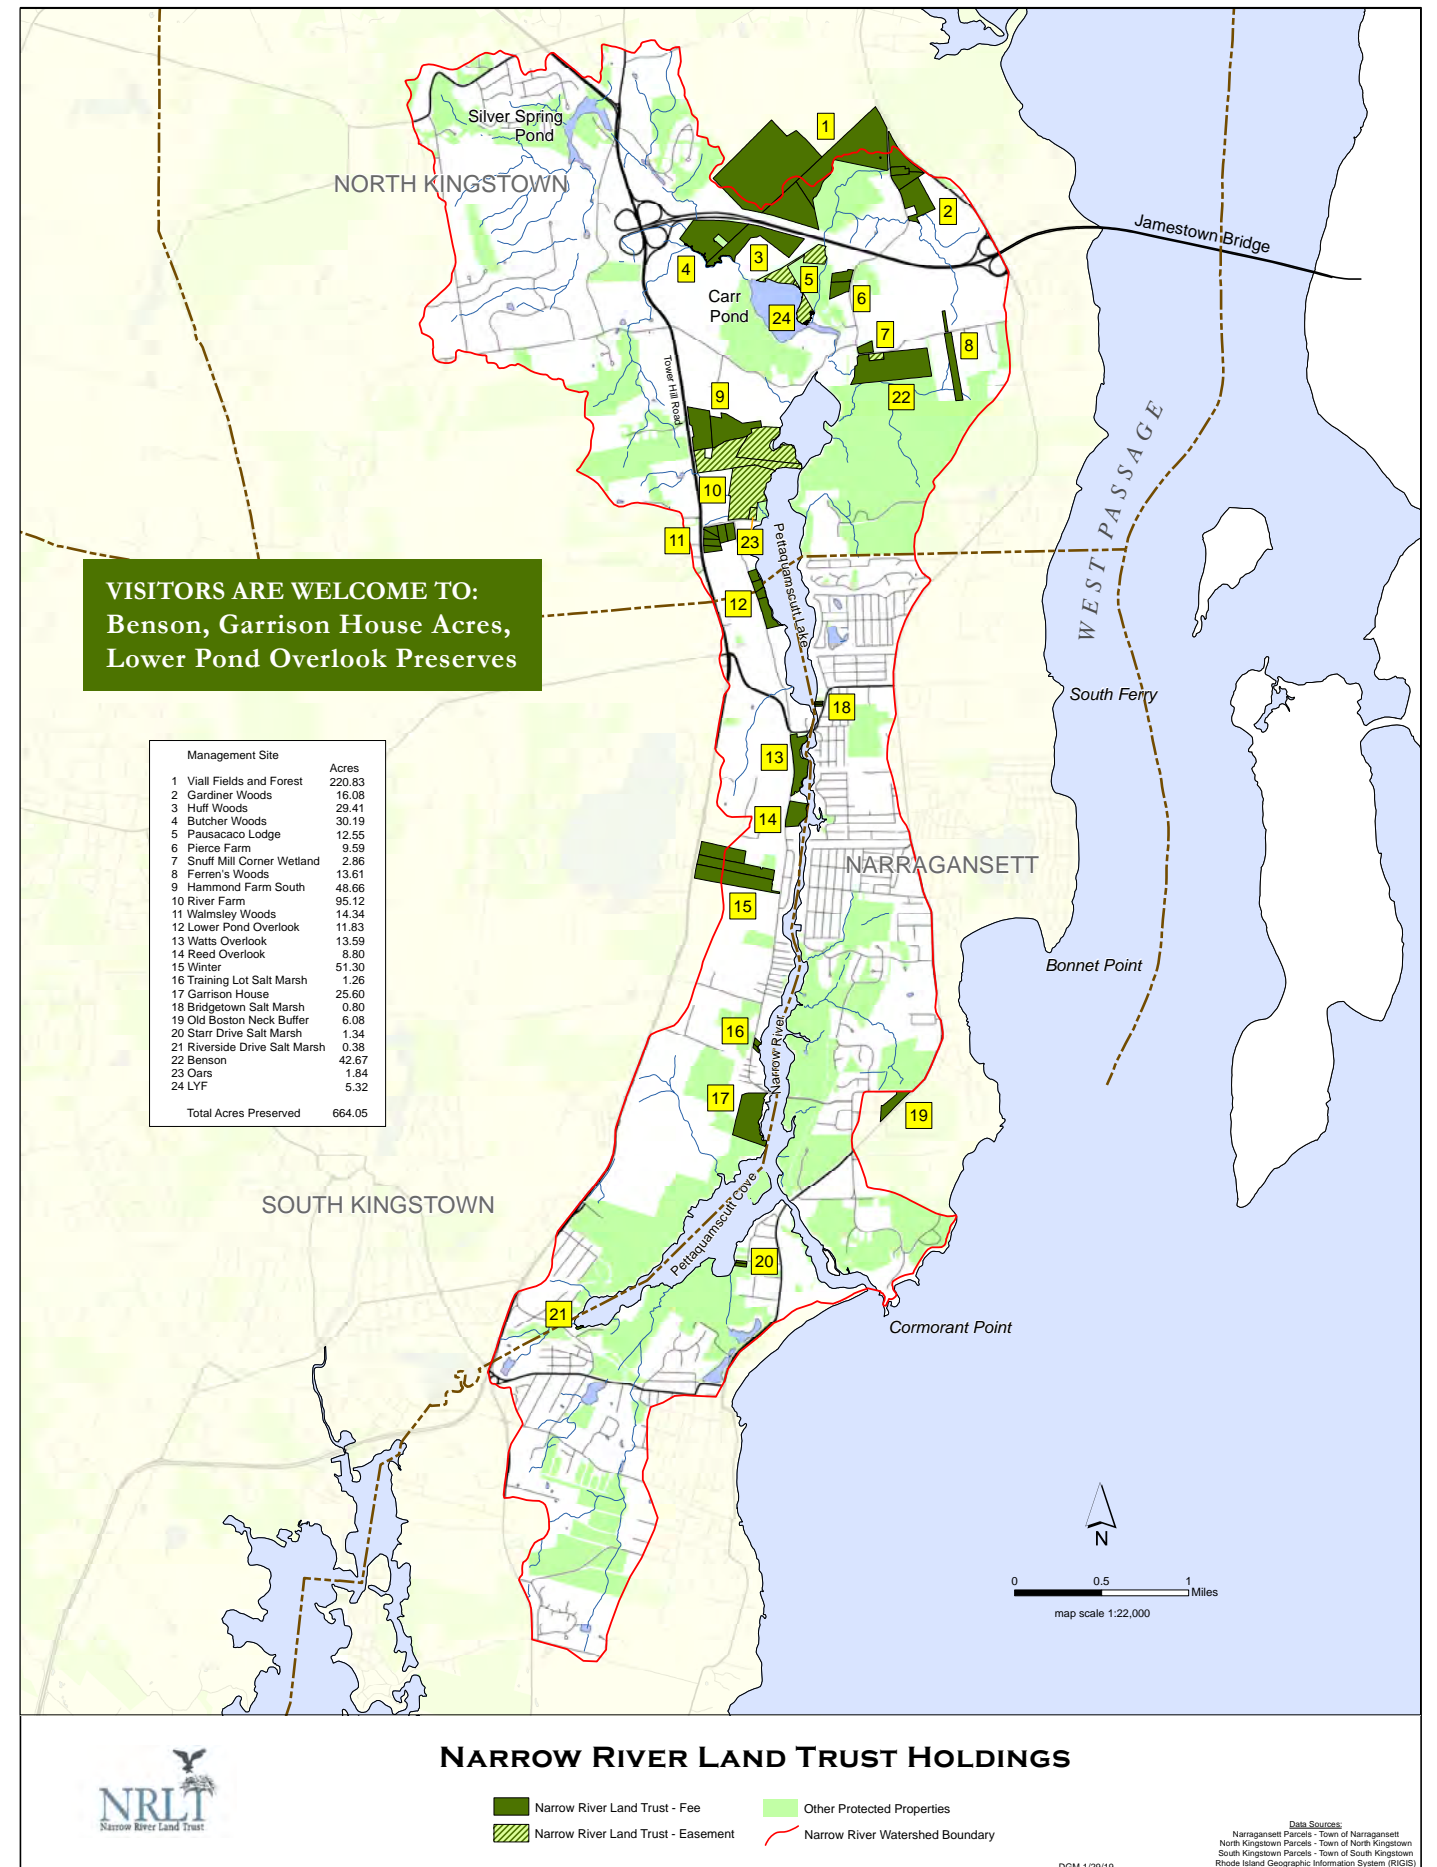 Silver Spring
Pond
NORTH KINGSTOWN
1
2
Jamestown Bridge
3
4
5
6
Carr
Pond
24
7
8
Tower Hill Road
9
22
WEST PASSAGE
10
11
23
Pettaquamscutt Lake
VISITORS ARE WELCOME TO:
Benson, Garrison House Acres,
Lower Pond Overlook Preserves
12
South Ferry
18
13
14
NARRAGANSETT
15
Bonnet Point
Management Site
Acres
1 Viall Fields and Forest 220.83
2 Gardiner Woods 16.08
3 Huff Woods 29.41
4 Butcher Woods 30.19
5 Pausacaco Lodge 12.55
6 Pierce Farm 9.59
7 Snuff Mill Corner Wetland 2.86
8 Ferren's Woods 13.61
9 Hammond Farm South 48.66
10 River Farm 95.12
11 Walmsley Woods 14.34
12 Lower Pond Overlook 11.83
13 Watts Overlook 13.59
14 Reed Overlook 8.80
15 Winter 51.30
16 Training Lot Salt Marsh 1.26
17 Garrison House 25.60
18 Bridgetown Salt Marsh 0.80
19 Old Boston Neck Buffer 6.08
20 Starr Drive Salt Marsh 1.34
21 Riverside Drive Salt Marsh 0.38
22 Benson 42.67
23 Oars 1.84
24 LYF 5.32
Total Acres Preserved 664.05
16
Narrow River
17
19
SOUTH KINGSTOWN
Pettaquamscutt Cove
20
21
Cormorant Point
N
0 0.5 1
Miles
map scale 1:22,000
NARROW RIVER LAND TRUST HOLDINGS
NRLT
Narrow River Land Trust
Narrow River Land Trust - Fee
Narrow River Land Trust - Easement
Other Protected Properties
Narrow River Watershed Boundary
Data Sources:
Narragansett Parcels - Town of Narragansett
North Kingstown Parcels - Town of North Kingstown
South Kingstown Parcels - Town of South Kingstown
Rhode Island Geographic Information System (RIGIS)
DGM 1/29/19